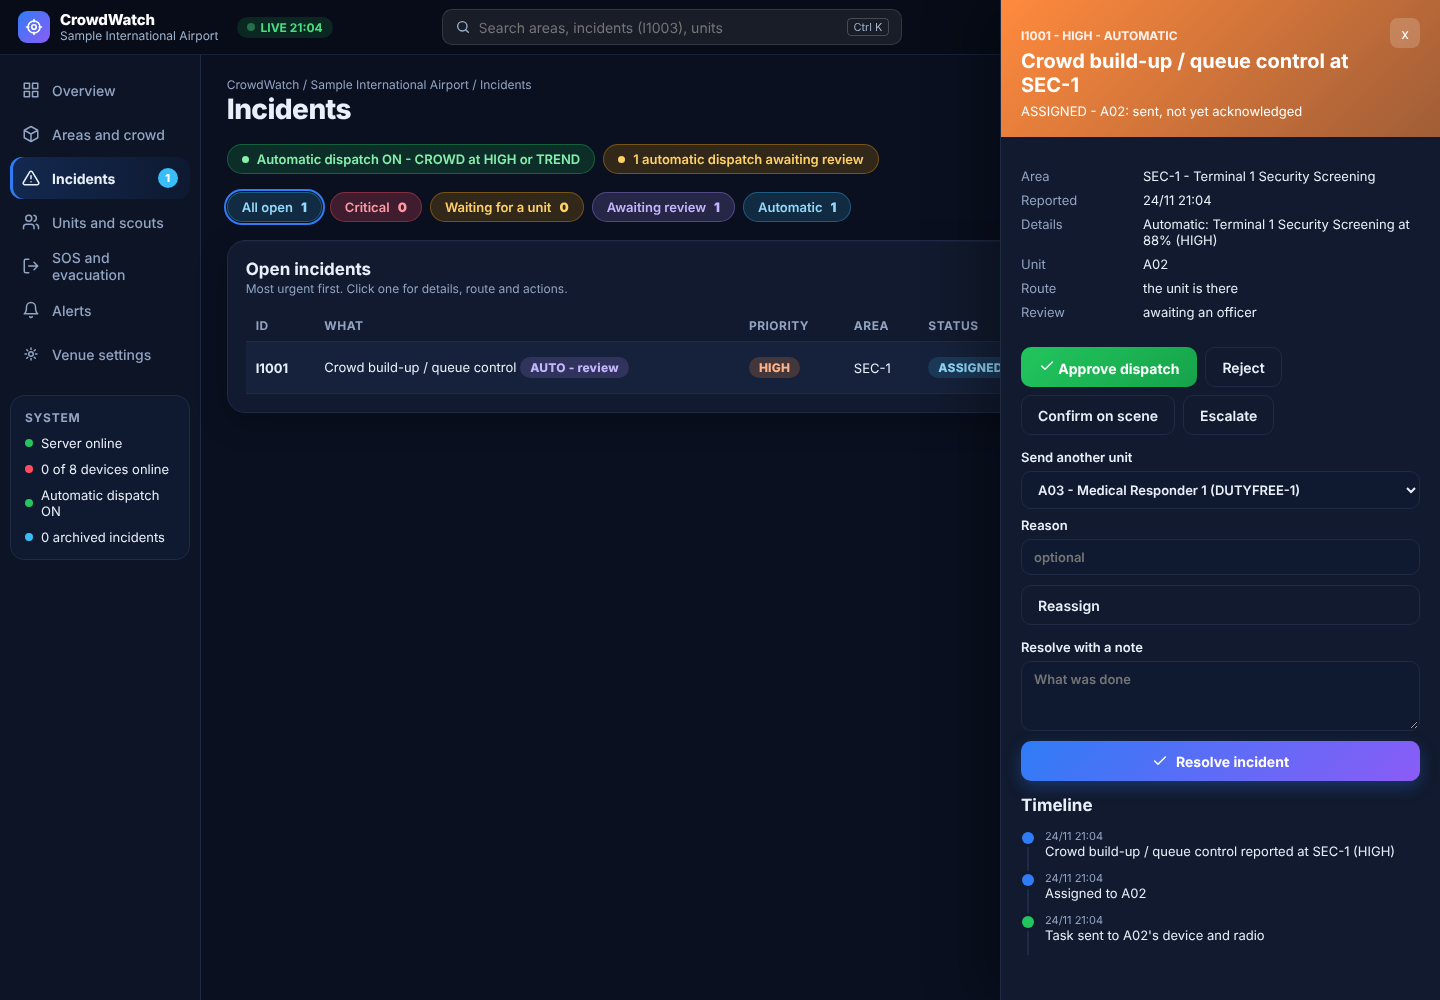 CrowdWatch
Sample International Airport
LIVE 21:04
Search areas, incidents (I1003), units
Ctrl K
Overview
Areas and crowd
Incidents 1
Units and scouts
SOS and
evacuation
Alerts
Venue settings
SYSTEM
Server online
0 of 8 devices online
Automatic dispatch
ON
0 archived incidents
CrowdWatch / Sample International Airport / Incidents
Incidents
Automatic dispatch ON - CROWD at HIGH or TREND
1 automatic dispatch awaiting review
All open 1
Critical 0
Waiting for a unit 0
Awaiting review 1
Automatic 1
Open incidents
Most urgent first. Click one for details, route and actions.
ID WHAT PRIORITY AREA STATUS
I1001 Crowd build-up / queue control AUTO - review HIGH SEC-1 ASSIGNED
I1001 - HIGH - AUTOMATIC
x
Crowd build-up / queue control at
SEC-1
ASSIGNED - A02: sent, not yet acknowledged
Area SEC-1 - Terminal 1 Security Screening
Reported 24/11 21:04
Details Automatic: Terminal 1 Security Screening at
88% (HIGH)
Unit A02
Route the unit is there
Review awaiting an officer
Approve dispatch
Reject
Confirm on scene
Escalate
Send another unit
A03 - Medical Responder 1 (DUTYFREE-1)
Reason
optional
Reassign
Resolve with a note
What was done
Resolve incident
Timeline
24/11 21:04
Crowd build-up / queue control reported at SEC-1 (HIGH)
24/11 21:04
Assigned to A02
24/11 21:04
Task sent to A02's device and radio